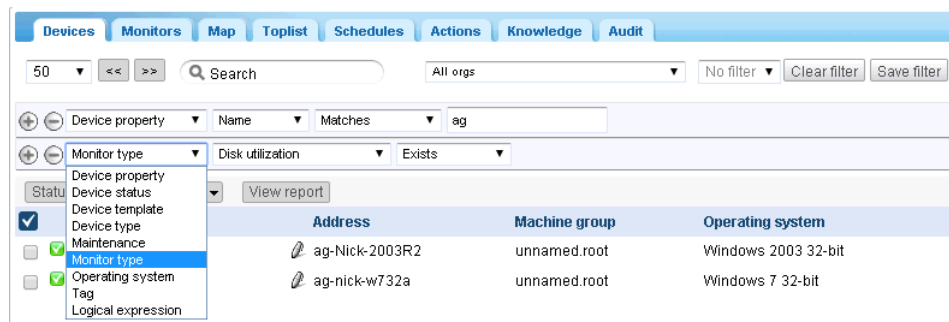 Devices Monitors Map Toplist Schedules Actions Knowledge Audit
50 << >> Search All orgs No filter Clear filter Save filter
Device property Name Matches ag
Monitor type Disk utilization Exists
Device property
Statu Device status View report
Device template
Device type Address Machine group Operating system
Maintenance ag-Nick-2003R2 unnamed.root Windows 2003 32-bit
Monitor type
Operating system ag-nick-w732a unnamed.root Windows 7 32-bit
Tag
Logical expression